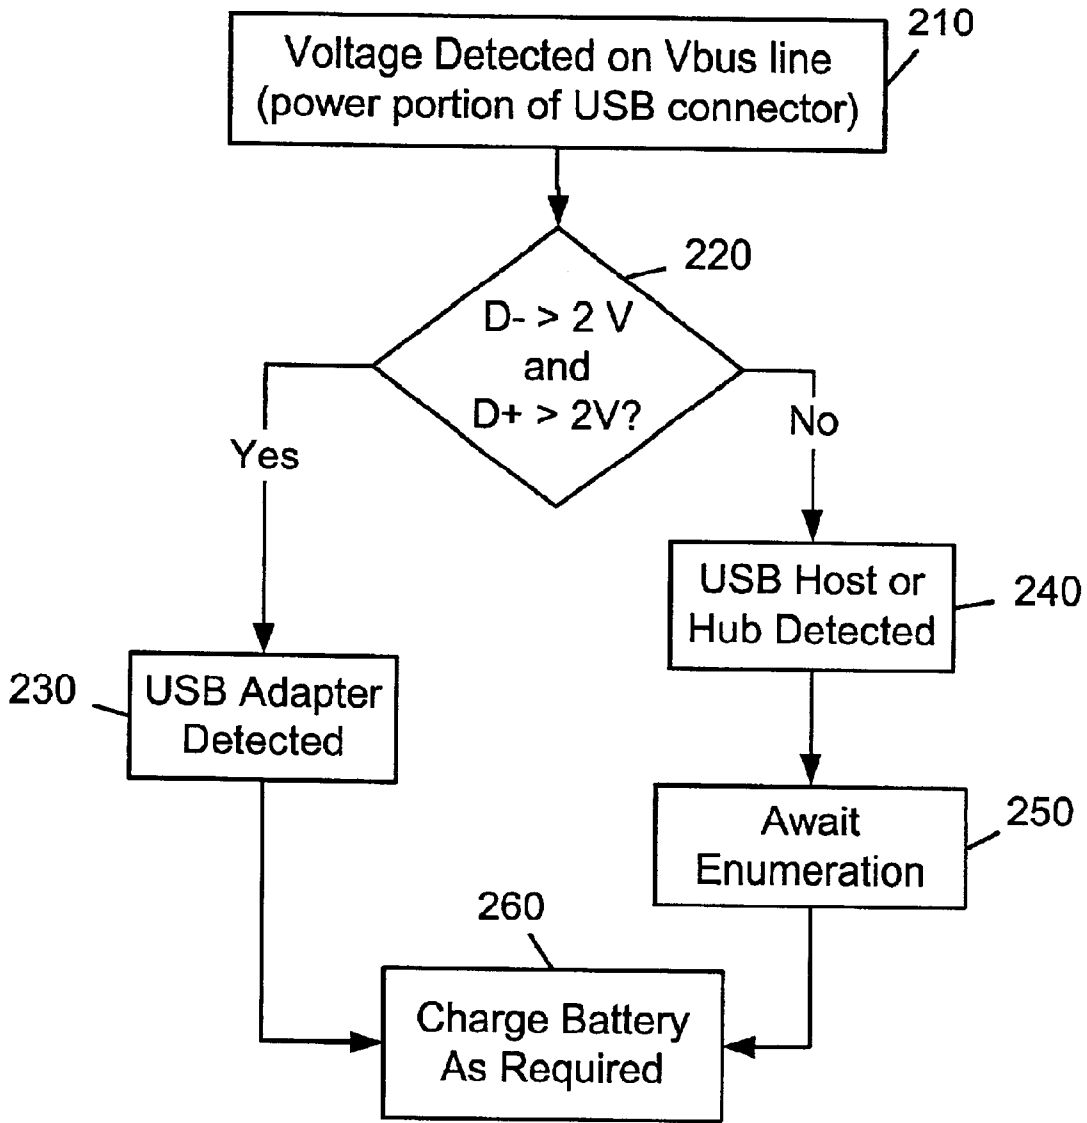 210
Voltage Detected on Vbus line
(power portion of USB connector)
220
D- > 2 V
and
D+ > 2V?
Yes
No
USB Host or
Hub Detected
240
230
USB Adapter
Detected
Await
Enumeration
250
260
Charge Battery
As Required